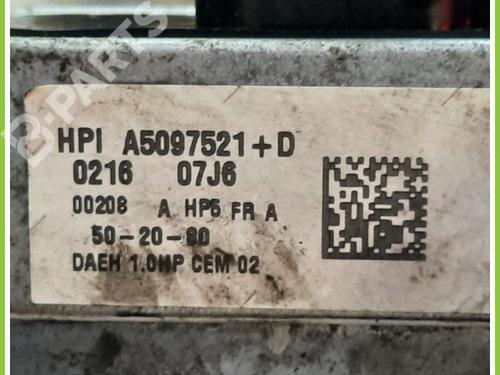 B-PARTS
HPI A5097521+D
0216 07J6
00208 A HP5 FR A
50-20-80
DAEH 1.0HP CEM 02